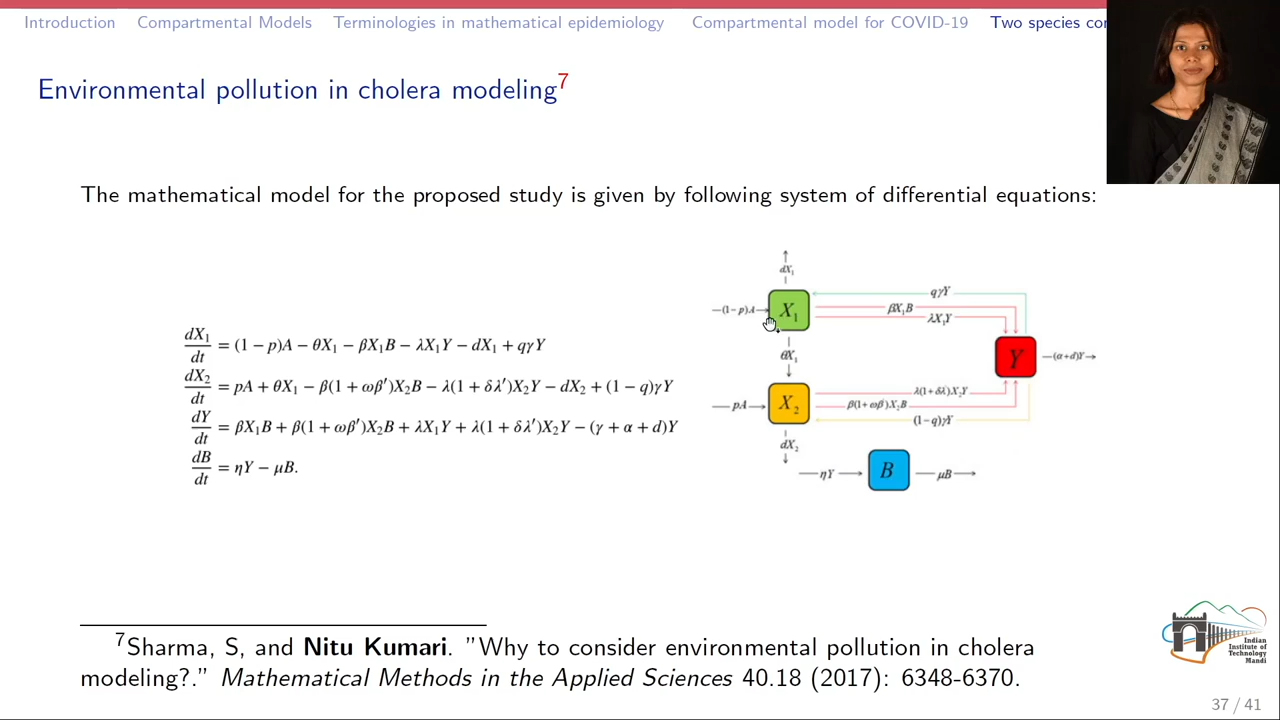 Introduction Compartmental Models Terminologies in mathematical epidemiology Compartmental model for COVID-19 Two species
Environmental pollution in cholera modeling⁷
The mathematical model for the proposed study is given by following system of differential equations:
dX₁/dt = (1 − p)A − θX₁ − βX₁B − λX₁Y − dX₁ + qγY
dX₂/dt = pA + θX₁ − β(1 + ωβ′)X₂B − λ(1 + δλ′)X₂Y − dX₂ + (1 − q)γY
dY/dt = βX₁B + β(1 + ωβ′)X₂B + λX₁Y + λ(1 + δλ′)X₂Y − (γ + α + d)Y
dB/dt = ηY − μB.
dX₁
(1−p)A
X₁
qγY
βX₁B
λX₁Y
θX₁
Y
(α+d)Y
pA
X₂
λ(1+δλ′)X₂Y
β(1+ωβ′)X₂B
(1−q)γY
dX₂
ηY
B
μB
⁷Sharma, S, and Nitu Kumari. ”Why to consider environmental pollution in cholera
modeling?.” Mathematical Methods in the Applied Sciences 40.18 (2017): 6348-6370.
Indian
Institute of
Technology
Mandi
37 / 41